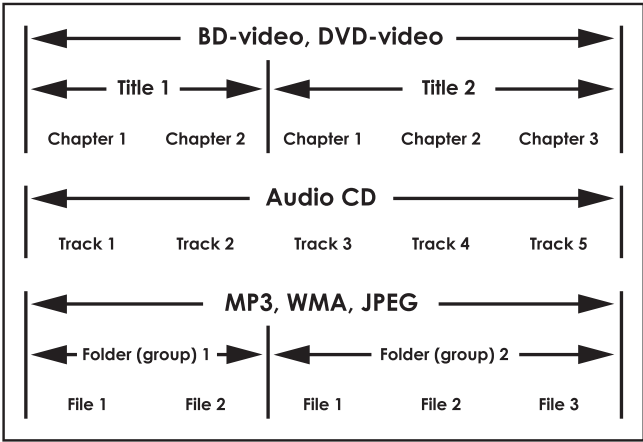 BD-video, DVD-video
Title 1 Title 2
Chapter 1 Chapter 2 Chapter 1 Chapter 2 Chapter 3
Audio CD
Track 1 Track 2 Track 3 Track 4 Track 5
MP3, WMA, JPEG
Folder (group) 1 Folder (group) 2
File 1 File 2 File 1 File 2 File 3